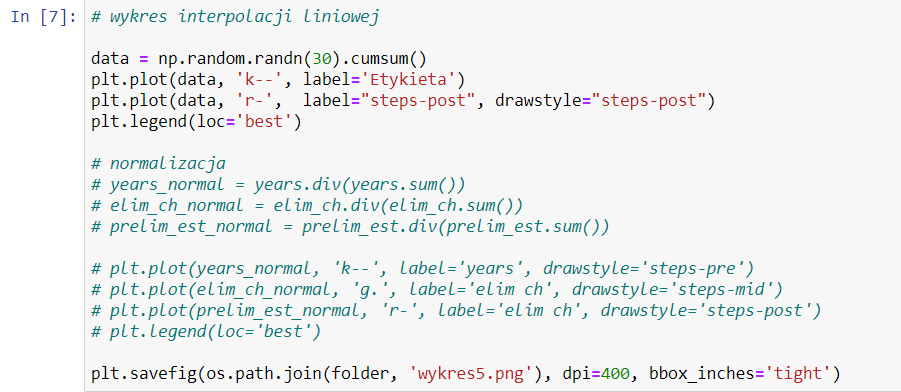 In [7]: # wykres interpolacji liniowej
data = np.random.randn(30).cumsum()
plt.plot(data, 'k--', label='Etykieta')
plt.plot(data, 'r-',  label="steps-post", drawstyle="steps-post")
plt.legend(loc='best')
# normalizacja
# years_normal = years.div(years.sum())
# elim_ch_normal = elim_ch.div(elim_ch.sum())
# prelim_est_normal = prelim_est.div(prelim_est.sum())
# plt.plot(years_normal, 'k--', label='years', drawstyle='steps-pre')
# plt.plot(elim_ch_normal, 'g.', label='elim ch', drawstyle='steps-mid')
# plt.plot(prelim_est_normal, 'r-', label='elim ch', drawstyle='steps-post')
# plt.legend(loc='best')
plt.savefig(os.path.join(folder, 'wykres5.png'), dpi=400, bbox_inches='tight')